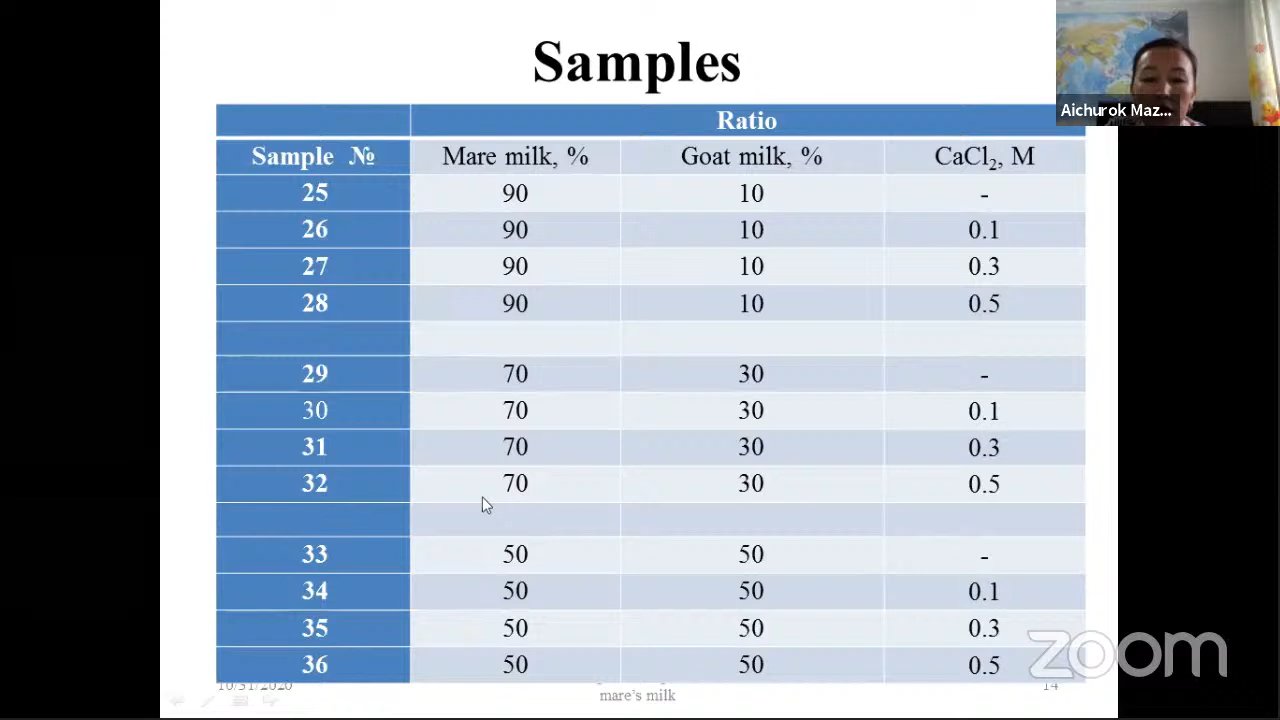 Samples
Aichurok Maz...
Ratio
Sample № Mare milk, % Goat milk, % CaCl₂, M
25 90 10 -
26 90 10 0.1
27 90 10 0.3
28 90 10 0.5
29 70 30 -
30 70 30 0.1
31 70 30 0.3
32 70 30 0.5
33 50 50 -
34 50 50 0.1
35 50 50 0.3
36 50 50 0.5
zoom
10/31/2020
mare's milk
14